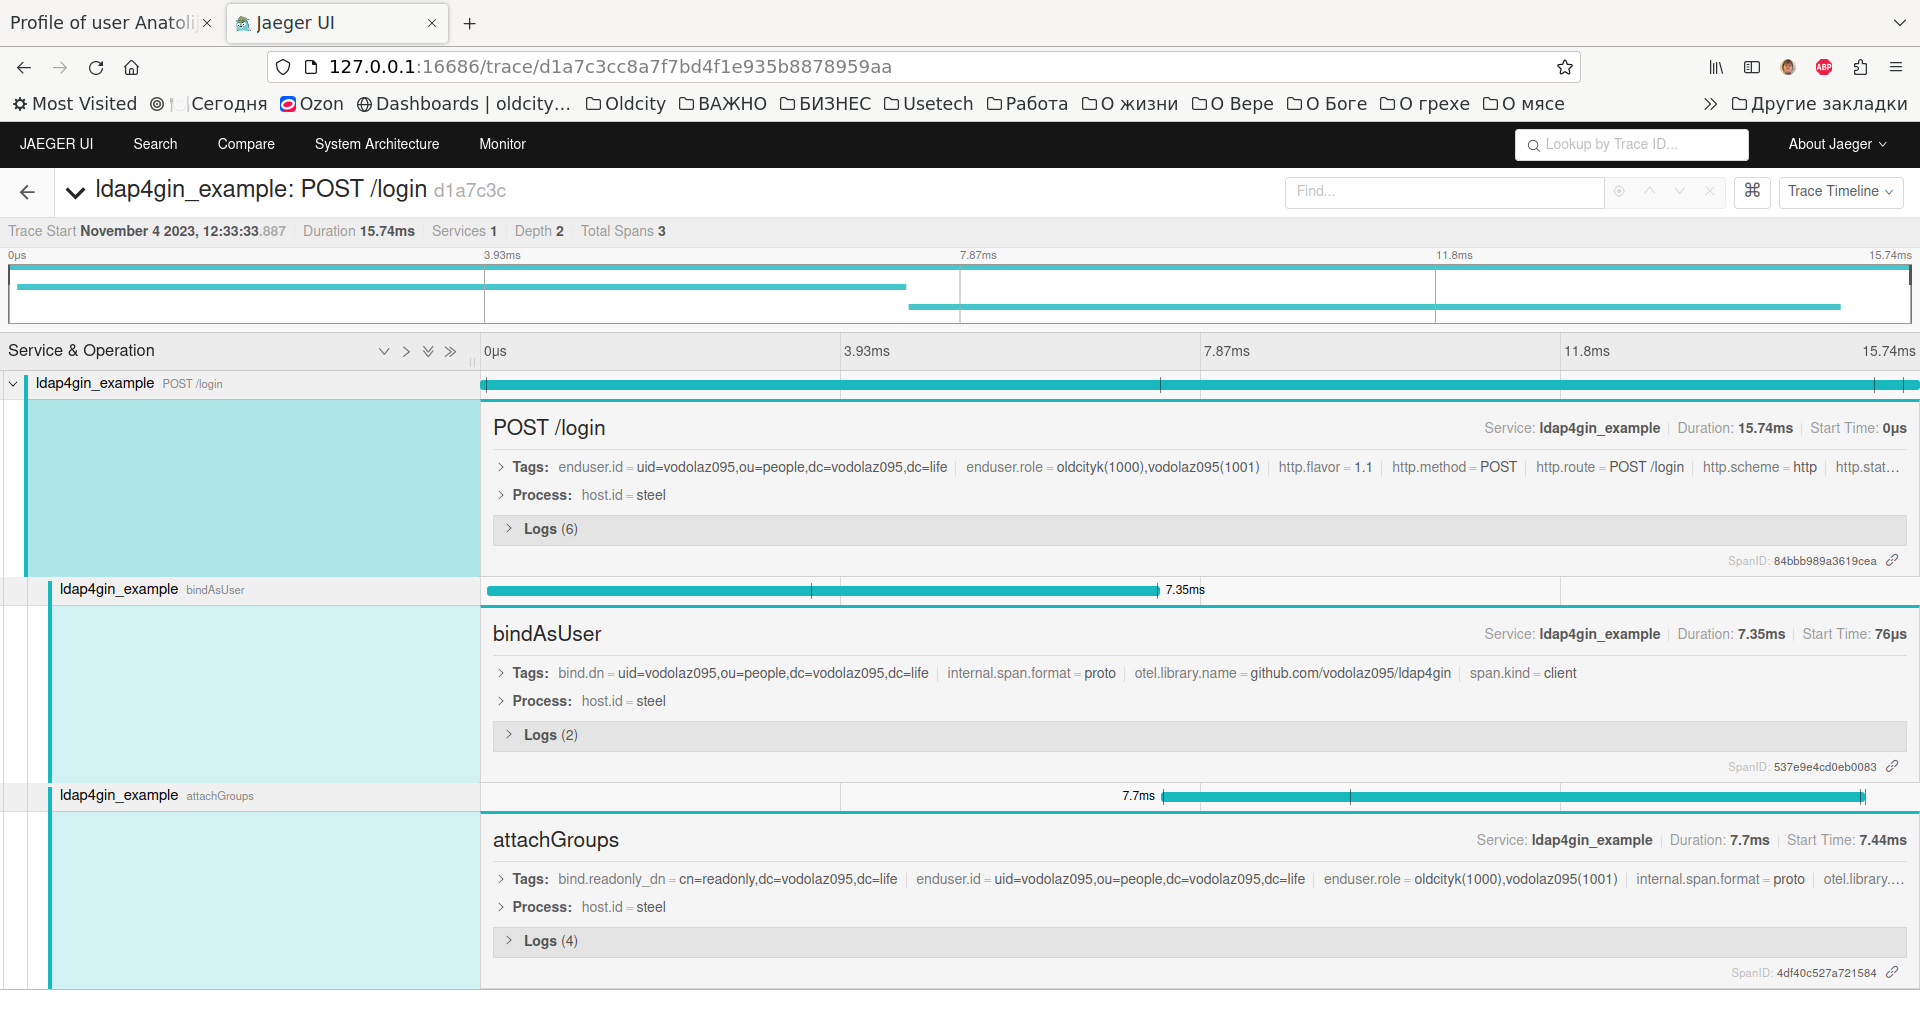 Profile of user Anatolij
Jaeger UI
127.0.0.1:16686/trace/d1a7c3cc8a7f7bd4f1e935b8878959aa
ABP
Most Visited Сегодня Ozon Dashboards | oldcity… Oldcity ВАЖНО БИЗНЕС Usetech Работа О жизни О Вере О Боге О грехе О мясе Другие закладки
JAEGER UI Search Compare System Architecture Monitor Lookup by Trace ID... About Jaeger
ldap4gin_example: POST /login d1a7c3c Find... Trace Timeline
Trace Start November 4 2023, 12:33:33.887 Duration 15.74ms Services 1 Depth 2 Total Spans 3
0μs 3.93ms 7.87ms 11.8ms 15.74ms
Service & Operation 0μs 3.93ms 7.87ms 11.8ms 15.74ms
ldap4gin_example POST /login
POST /login Service: ldap4gin_example Duration: 15.74ms Start Time: 0μs
Tags: enduser.id = uid=vodolaz095,ou=people,dc=vodolaz095,dc=life enduser.role = oldcityk(1000),vodolaz095(1001) http.flavor = 1.1 http.method = POST http.route = POST /login http.scheme = http http.stat…
Process: host.id = steel
Logs (6)
SpanID: 84bbb989a3619cea
ldap4gin_example bindAsUser 7.35ms
bindAsUser Service: ldap4gin_example Duration: 7.35ms Start Time: 76μs
Tags: bind.dn = uid=vodolaz095,ou=people,dc=vodolaz095,dc=life internal.span.format = proto otel.library.name = github.com/vodolaz095/ldap4gin span.kind = client
Process: host.id = steel
Logs (2)
SpanID: 537e9e4cd0eb0083
ldap4gin_example attachGroups 7.7ms
attachGroups Service: ldap4gin_example Duration: 7.7ms Start Time: 7.44ms
Tags: bind.readonly_dn = cn=readonly,dc=vodolaz095,dc=life enduser.id = uid=vodolaz095,ou=people,dc=vodolaz095,dc=life enduser.role = oldcityk(1000),vodolaz095(1001) internal.span.format = proto otel.library.…
Process: host.id = steel
Logs (4)
SpanID: 4df40c527a721584